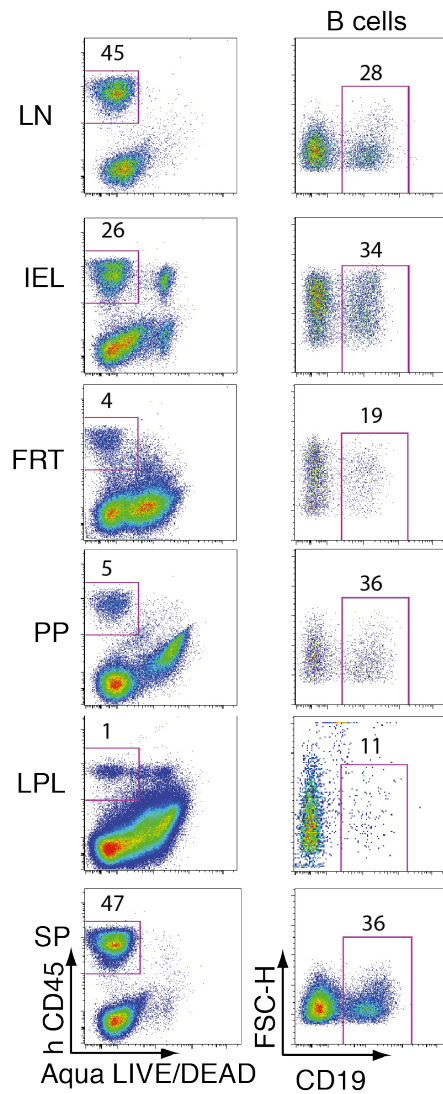 B cells
45
28
LN
26
34
IEL
4
19
FRT
5
36
PP
1
11
LPL
47
36
SP
h CD45
FSC-H
Aqua LIVE/DEAD
CD19